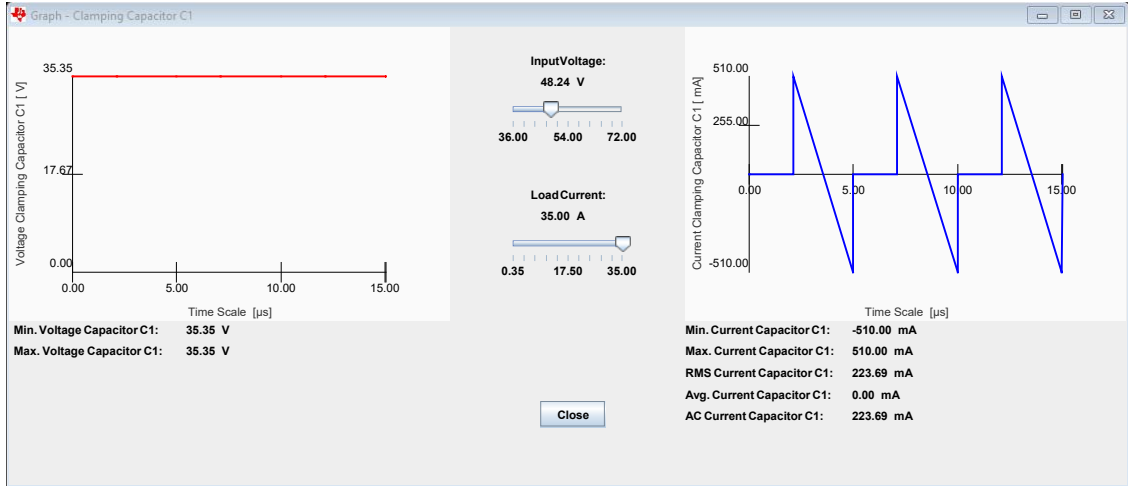 Graph - Clamping Capacitor C1
Voltage Clamping Capacitor C1 [ V]
35.35
17.67
0.00
0.00 5.00 10.00 15.00
Time Scale [µs]
Min. Voltage Capacitor C1: 35.35 V
Max. Voltage Capacitor C1: 35.35 V
Input Voltage:
48.24 V
36.00 54.00 72.00
Load Current:
35.00 A
0.35 17.50 35.00
Close
Current Clamping Capacitor C1 [ mA]
510.00
255.00
0.00 5.00 10.00 15.00
-510.00
Time Scale [µs]
Min. Current Capacitor C1: -510.00 mA
Max. Current Capacitor C1: 510.00 mA
RMS Current Capacitor C1: 223.69 mA
Avg. Current Capacitor C1: 0.00 mA
AC Current Capacitor C1: 223.69 mA